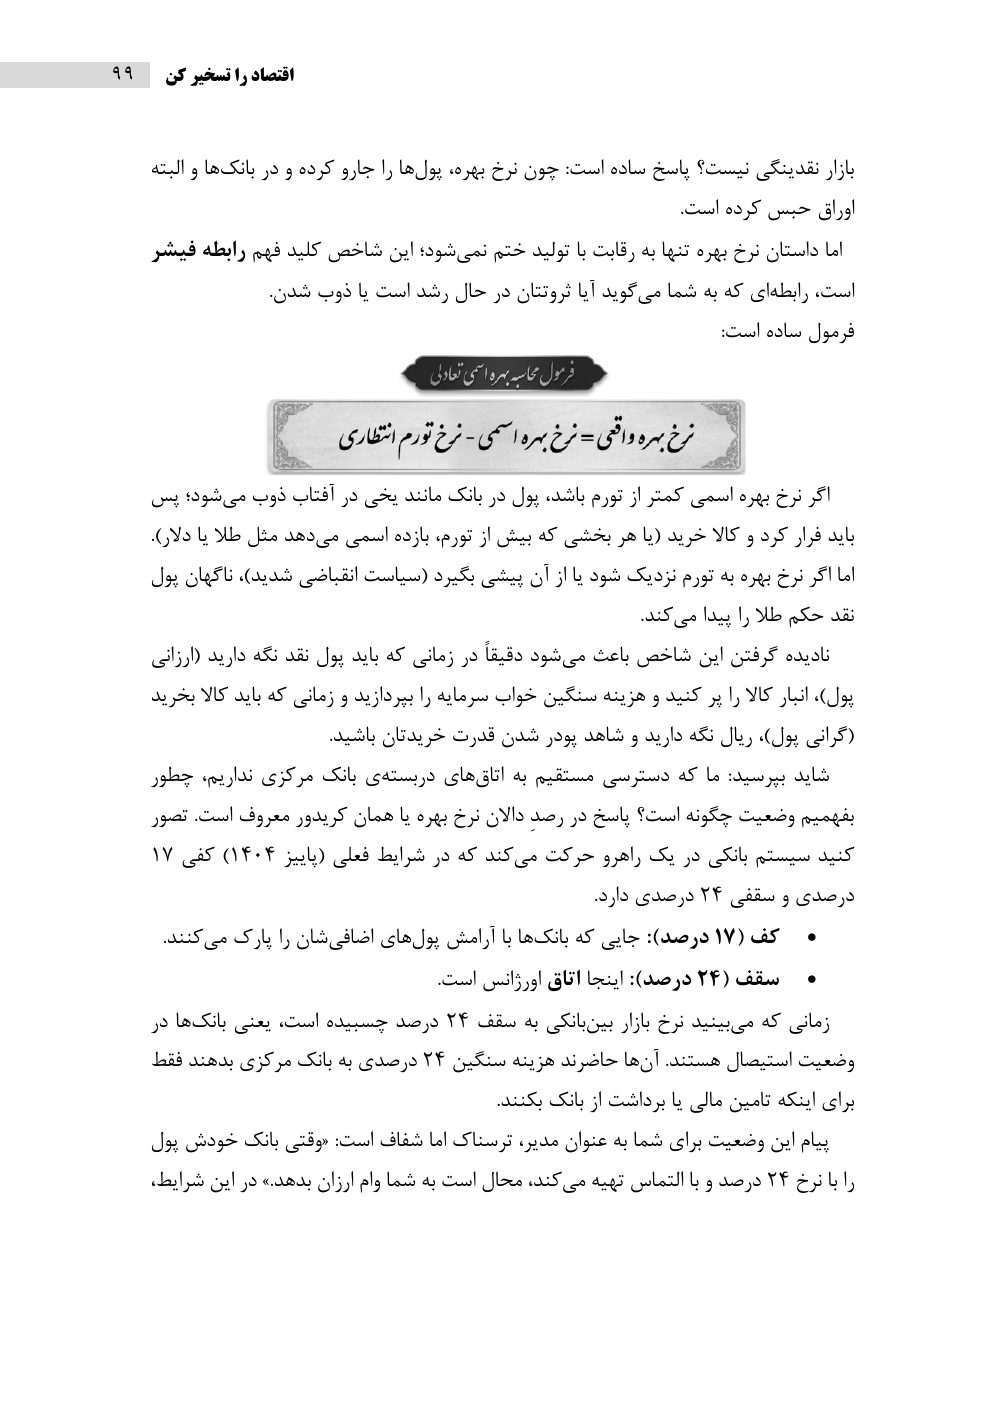 اقتصاد را تسخیر کن ۹۹
بازار نقدینگی نیست؟ پاسخ ساده است: چون نرخ بهره، پول‌ها را جارو کرده و در بانک‌ها و البته
اوراق حبس کرده است.
اما داستان نرخ بهره تنها به رقابت با تولید ختم نمی‌شود؛ این شاخص کلید فهم رابطه فیشر
است، رابطه‌ای که به شما می‌گوید آیا ثروتتان در حال رشد است یا ذوب شدن.
فرمول ساده است:
فرمول محاسبه بهره اسمی تعادلی
نرخ بهره واقعی = نرخ بهره اسمی - نرخ تورم انتظاری
اگر نرخ بهره اسمی کمتر از تورم باشد، پول در بانک مانند یخی در آفتاب ذوب می‌شود؛ پس
باید فرار کرد و کالا خرید (یا هر بخشی که بیش از تورم، بازده اسمی می‌دهد مثل طلا یا دلار).
اما اگر نرخ بهره به تورم نزدیک شود یا از آن پیشی بگیرد (سیاست انقباضی شدید)، ناگهان پول
نقد حکم طلا را پیدا می‌کند.
نادیده گرفتن این شاخص باعث می‌شود دقیقاً در زمانی که باید پول نقد نگه دارید (ارزانی
پول)، انبار کالا را پر کنید و هزینه سنگین خواب سرمایه را بپردازید و زمانی که باید کالا بخرید
(گرانی پول)، ریال نگه دارید و شاهد پودر شدن قدرت خریدتان باشید.
شاید بپرسید: ما که دسترسی مستقیم به اتاق‌های دربسته‌ی بانک مرکزی نداریم، چطور
بفهمیم وضعیت چگونه است؟ پاسخ در رصدِ دالان نرخ بهره یا همان کریدور معروف است. تصور
کنید سیستم بانکی در یک راهرو حرکت می‌کند که در شرایط فعلی (پاییز ۱۴۰۴) کفی ۱۷
درصدی و سقفی ۲۴ درصدی دارد.
• کف (۱۷ درصد): جایی که بانک‌ها با آرامش پول‌های اضافی‌شان را پارک می‌کنند.
• سقف (۲۴ درصد): اینجا اتاق اورژانس است.
زمانی که می‌بینید نرخ بازار بین‌بانکی به سقف ۲۴ درصد چسبیده است، یعنی بانک‌ها در
وضعیت استیصال هستند. آن‌ها حاضرند هزینه سنگین ۲۴ درصدی به بانک مرکزی بدهند فقط
برای اینکه تامین مالی یا برداشت از بانک بکنند.
پیام این وضعیت برای شما به عنوان مدیر، ترسناک اما شفاف است: «وقتی بانک خودش پول
را با نرخ ۲۴ درصد و با التماس تهیه می‌کند، محال است به شما وام ارزان بدهد.» در این شرایط،